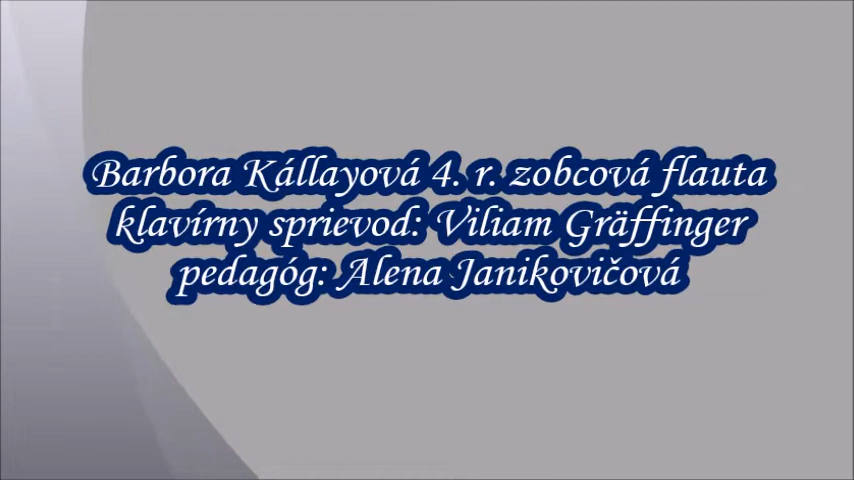 Barbora Kállayová 4. r. zobcová flauta
klavírny sprievod: Viliam Gräffinger
pedagóg: Alena Janikovičová